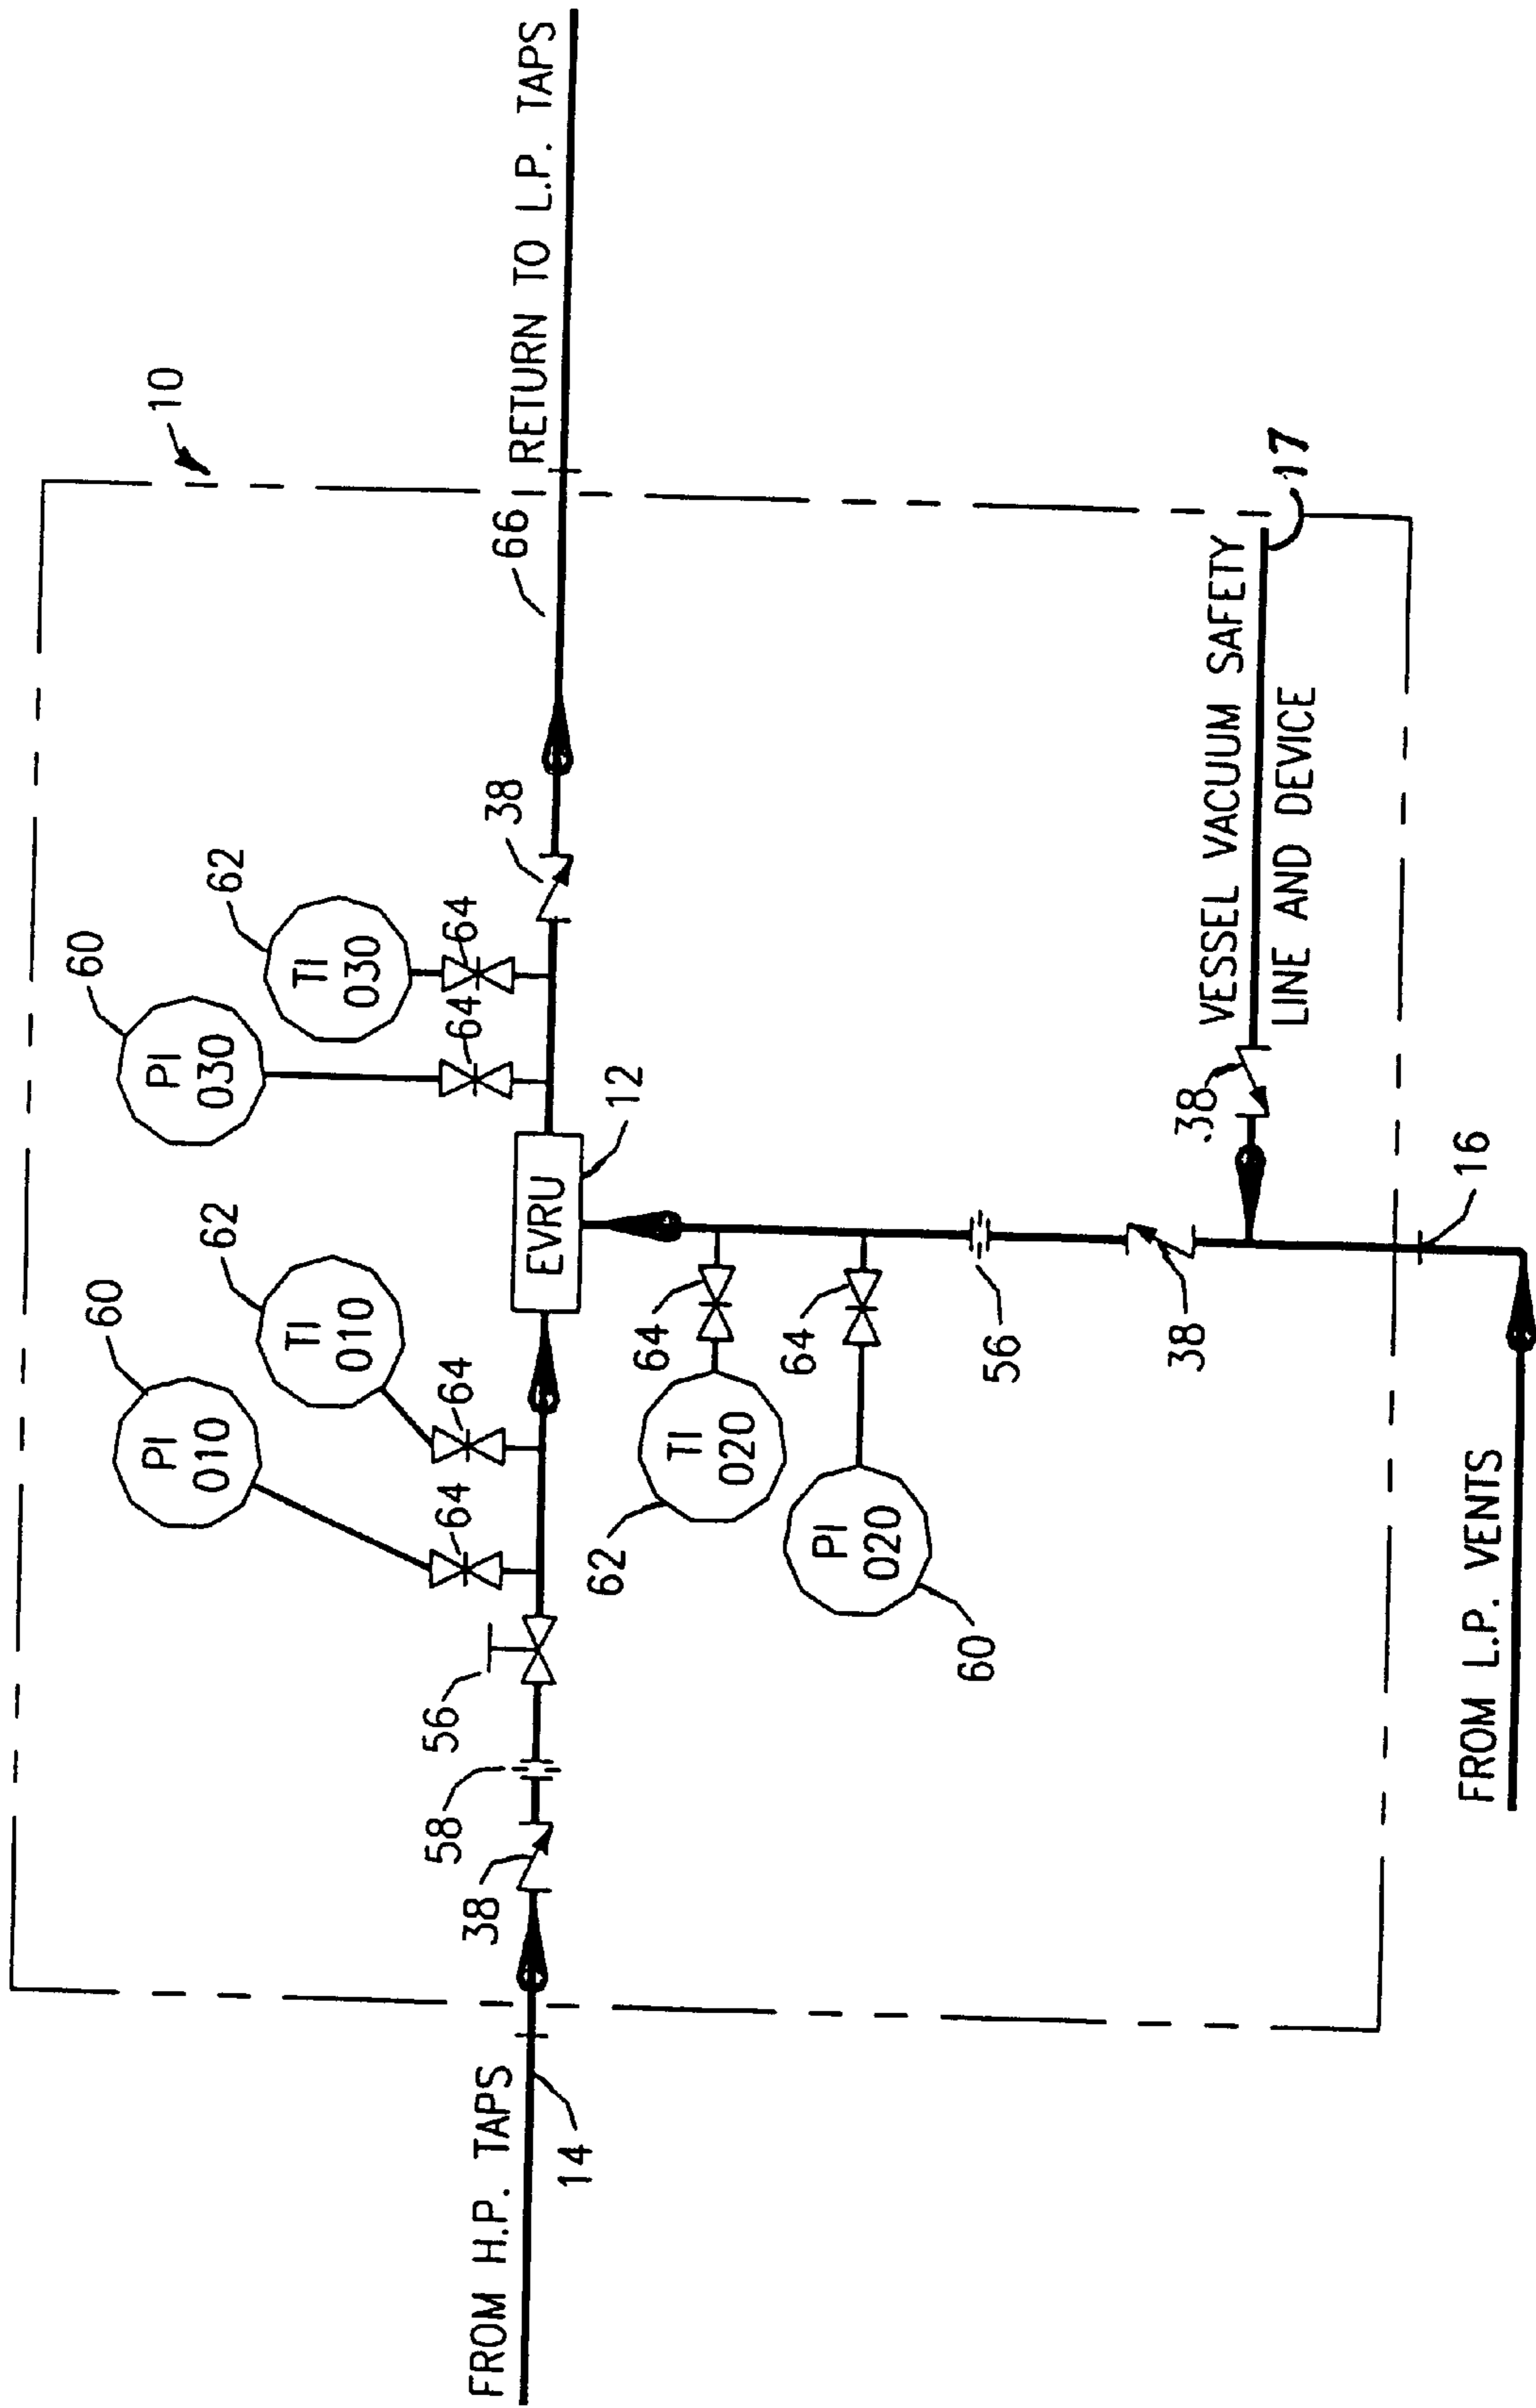 10
60
62
PI
030
TI
030
64
64
38
66
RETURN TO L.P. TAPS
60
62
PI
010
TI
010
64
64
56
58
38
FROM H.P. TAPS
14
EVRU
12
62
TI
020
64
60
PI
020
64
56
38
38
VESSEL VACUUM SAFETY
LINE AND DEVICE
17
16
FROM L.P. VENTS